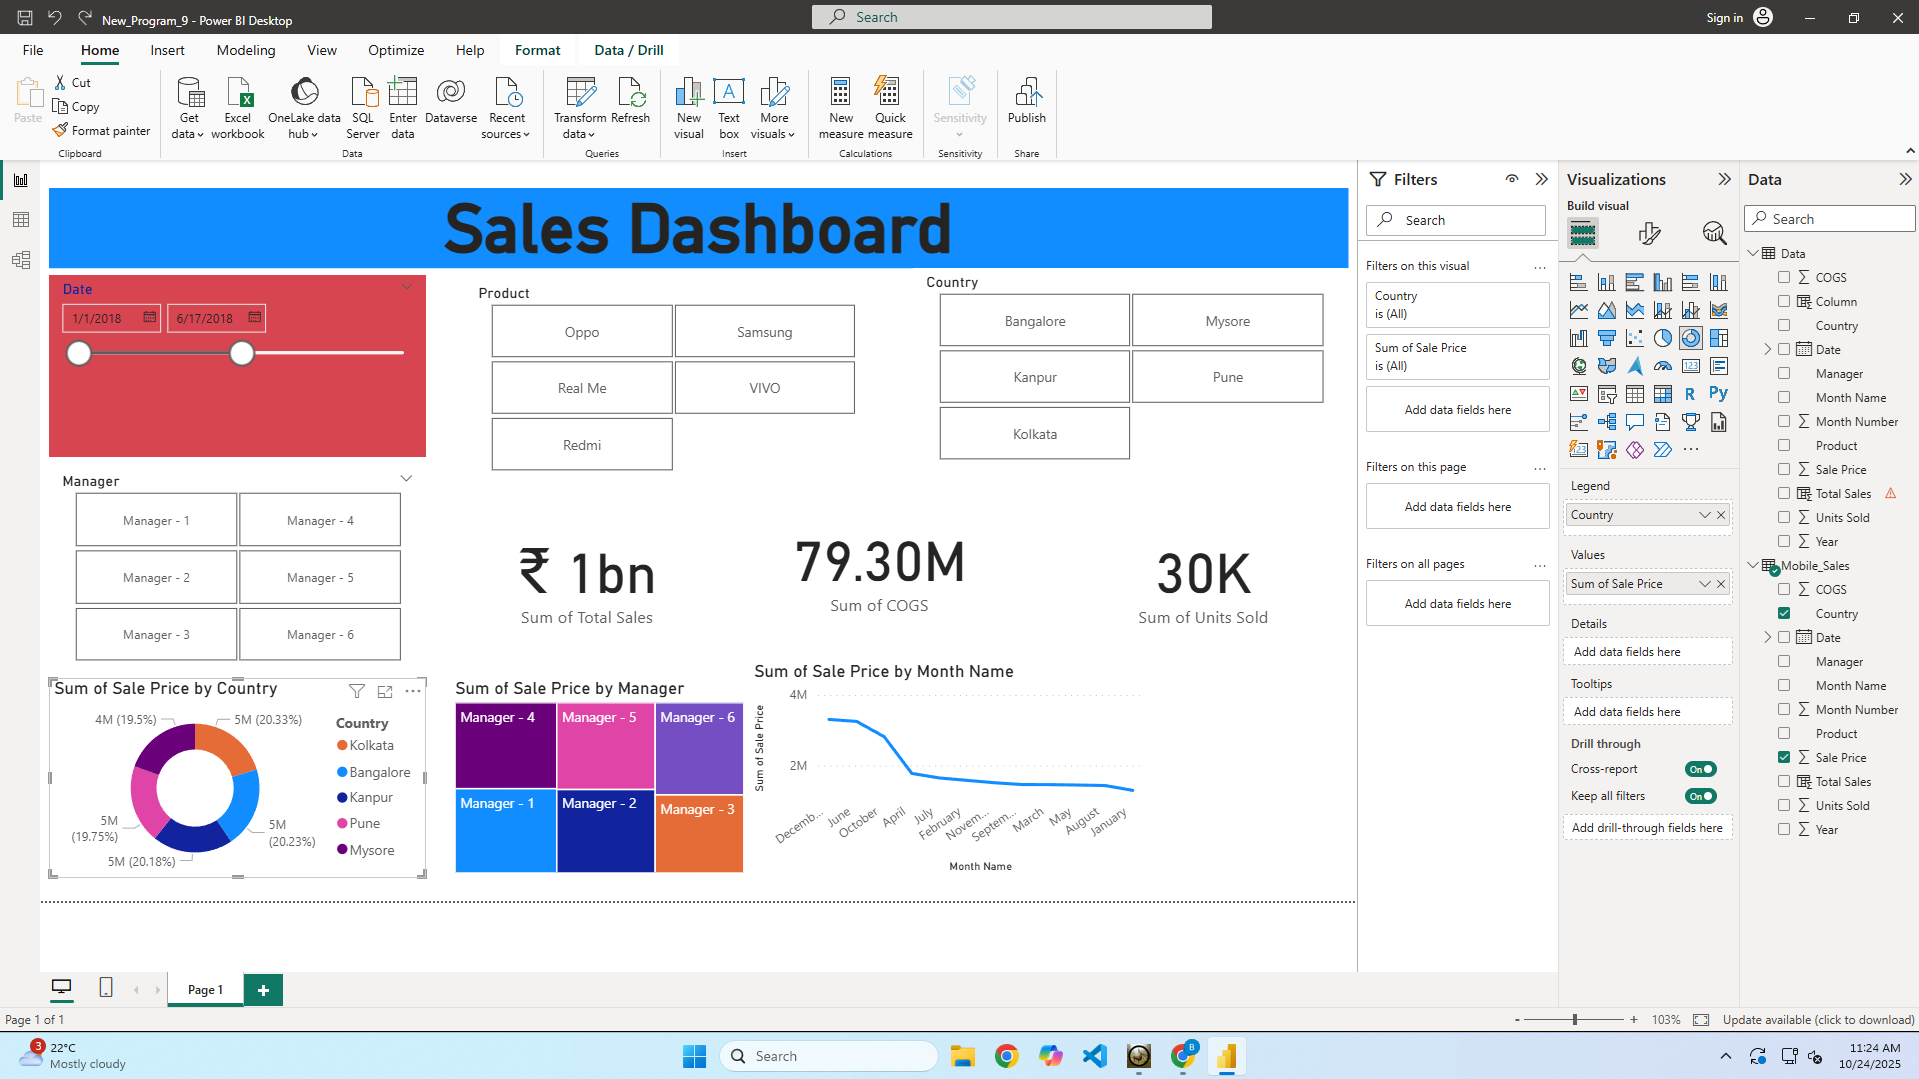 New_Program_9 - Power BI Desktop
Search
Sign in
File
Home
Insert
Modeling
View
Optimize
Help
Format
Data / Drill
Paste
Cut
Copy
Format painter
Clipboard
Get data
Excel workbook
OneLake data hub
SQL Server
Enter data
Dataverse
Recent sources
Data
Transform data
Refresh
Queries
New visual
Text box
More visuals
Insert
New measure
Quick measure
Calculations
Sensitivity
Sensitivity
Publish
Share
Sales Dashboard
Date
1/1/2018
6/17/2018
Product
Oppo
Samsung
Real Me
VIVO
Redmi
Country
Bangalore
Mysore
Kanpur
Pune
Kolkata
Manager
Manager - 1
Manager - 4
Manager - 2
Manager - 5
Manager - 3
Manager - 6
₹ 1bn
Sum of Total Sales
79.30M
Sum of COGS
30K
Sum of Units Sold
Sum of Sale Price by Country
4M (19.5%)
5M (20.33%)
5M (19.75%)
5M (20.23%)
5M (20.18%)
Country
Kolkata
Bangalore
Kanpur
Pune
Mysore
Sum of Sale Price by Manager
Manager - 4
Manager - 5
Manager - 6
Manager - 1
Manager - 2
Manager - 3
Sum of Sale Price by Month Name
Sum of Sale Price
4M
2M
Decemb...
June
October
April
July
February
Novem...
Septem...
March
May
August
January
Month Name
Filters
Search
Filters on this visual
Country
is (All)
Sum of Sale Price
is (All)
Add data fields here
Filters on this page
Add data fields here
Filters on all pages
Add data fields here
Visualizations
Build visual
123
R
Py
123
Legend
Country
Values
Sum of Sale Price
Details
Add data fields here
Tooltips
Add data fields here
Drill through
Cross-report
On
Keep all filters
On
Add drill-through fields here
Data
Search
Data
COGS
Column
Country
Date
Manager
Month Name
Month Number
Product
Sale Price
Total Sales
Units Sold
Year
Mobile_Sales
COGS
Country
Date
Manager
Month Name
Month Number
Product
Sale Price
Total Sales
Units Sold
Year
Page 1
Page 1 of 1
103%
Update available (click to download)
3
22°C
Mostly cloudy
Search
B
11:24 AM
10/24/2025